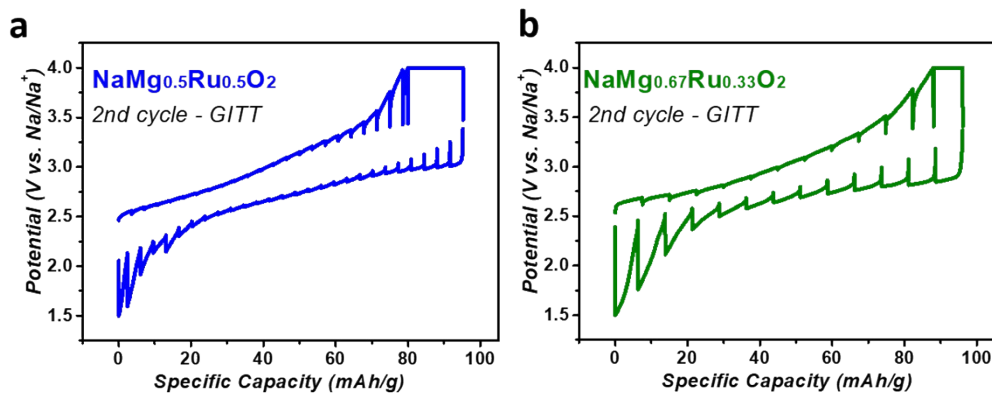 a
NaMg0.5Ru0.5O2
2nd cycle - GITT
Potential (V vs. Na/Na+)
4.0
3.5
3.0
2.5
2.0
1.5
0
20
40
60
80
100
Specific Capacity (mAh/g)
b
NaMg0.67Ru0.33O2
2nd cycle - GITT
Potential (V vs. Na/Na+)
4.0
3.5
3.0
2.5
2.0
1.5
0
20
40
60
80
100
Specific Capacity (mAh/g)